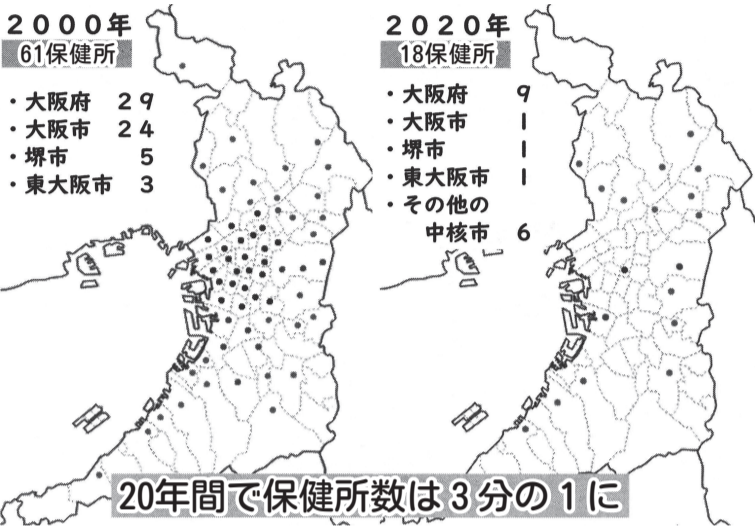 2000年
61保健所
・大阪府 29
・大阪市 24
・堺市 5
・東大阪市 3
2020年
18保健所
・大阪府 9
・大阪市 1
・堺市 1
・東大阪市 1
・その他の
中核市 6
20年間で保健所数は3分の1に